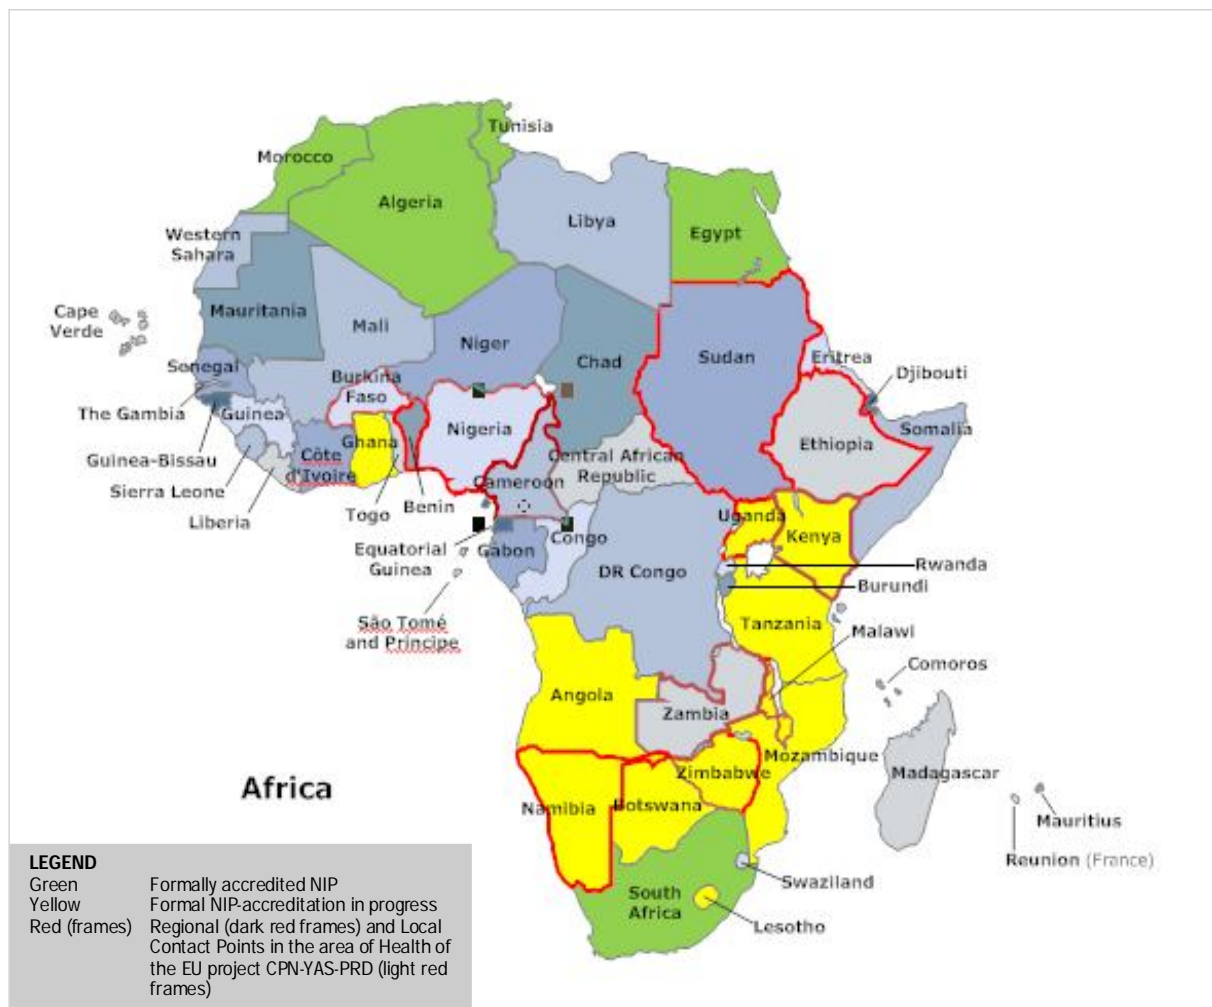 Tunisia
Morocco
Algeria
Libya
Egypt
Western
Sahara
Cape
Verde
Mauritania
Mali
Niger
Chad
Sudan
Eritrea
Djibouti
Senegal
The Gambia
Guinea-Bissau
Guinea
Sierra Leone
Liberia
Burkina
Faso
Côte
d'Ivoire
Ghana
Togo
Benin
Nigeria
Cameroon
Central African
Republic
Ethiopia
Somalia
Equatorial
Guinea
Gabon
Congo
DR Congo
Uganda
Kenya
Rwanda
Burundi
São Tomé
and Principe
Tanzania
Malawi
Comoros
Angola
Zambia
Mozambique
Madagascar
Zimbabwe
Namibia
Botswana
Mauritius
Reunion (France)
Swaziland
South
Africa
Lesotho
Africa
LEGEND
Green Formally accredited NIP
Yellow Formal NIP-accreditation in progress
Red (frames) Regional (dark red frames) and Local
Contact Points in the area of Health of
the EU project CPN-YAS-PRD (light red
frames)